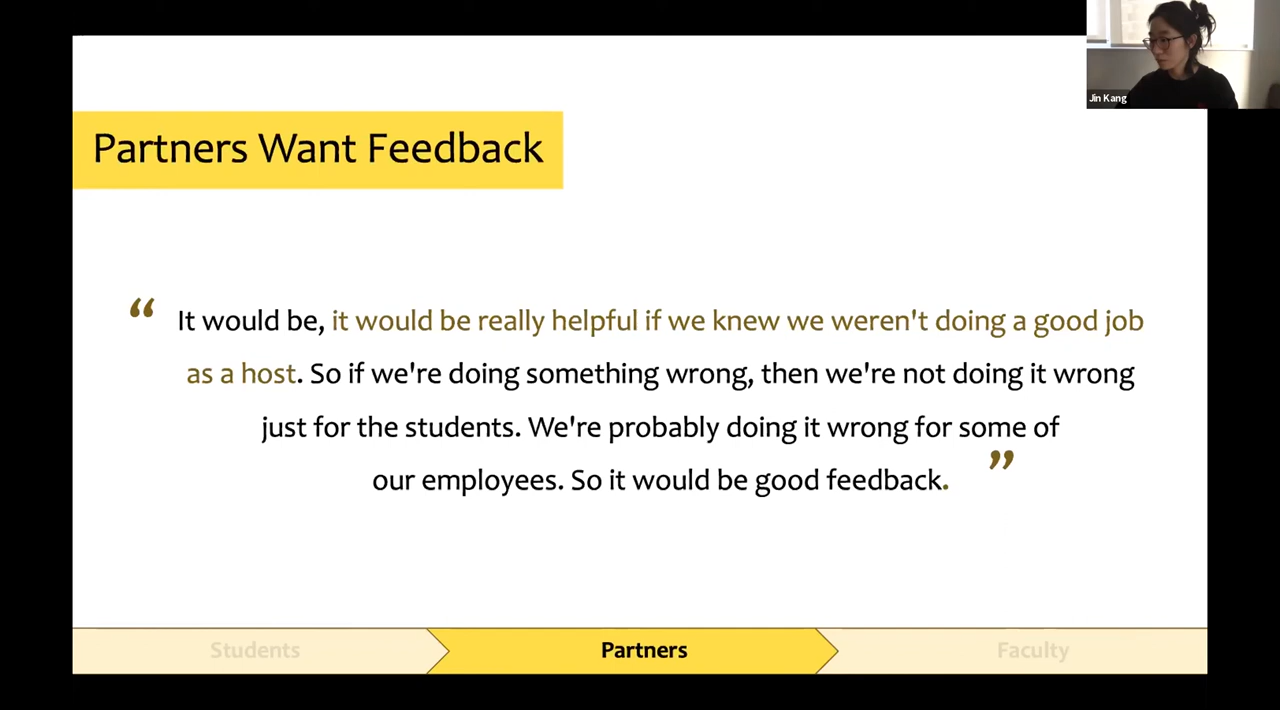 Jin Kang
Partners Want Feedback
“ It would be, it would be really helpful if we knew we weren't doing a good job
as a host. So if we're doing something wrong, then we're not doing it wrong
just for the students. We're probably doing it wrong for some of
our employees. So it would be good feedback. ”
Students
Partners
Faculty